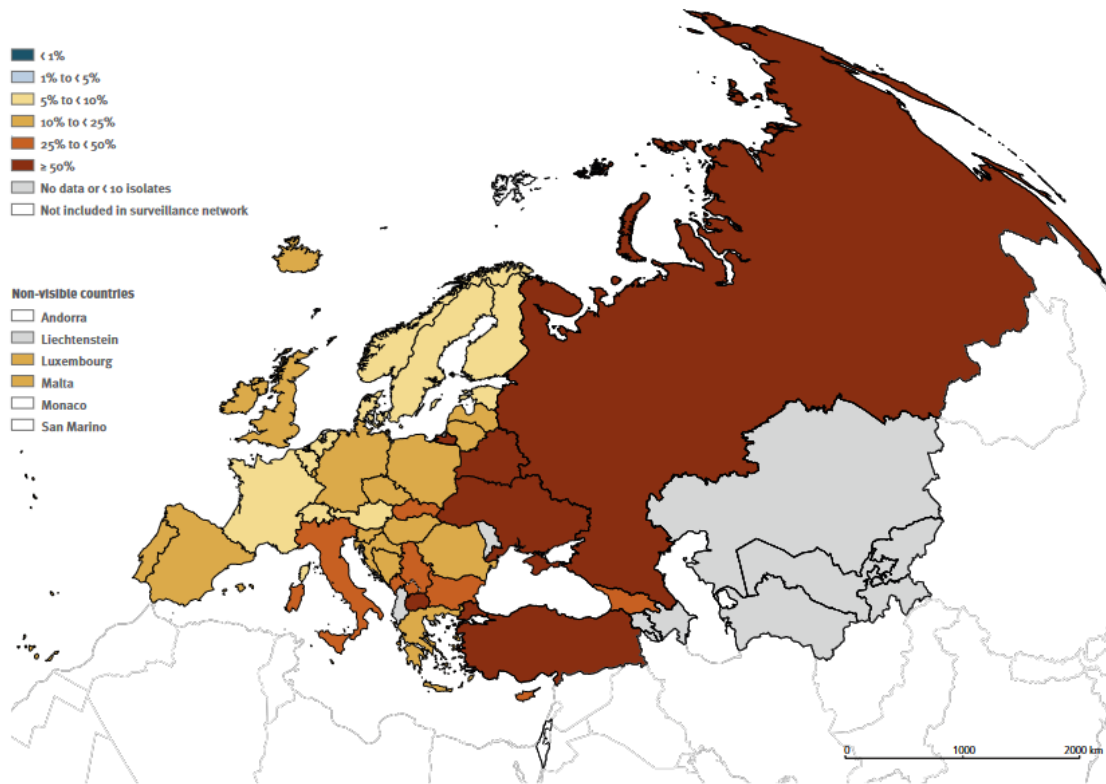 < 1%
1% to < 5%
5% to < 10%
10% to < 25%
25% to < 50%
≥ 50%
No data or < 10 isolates
Not included in surveillance network
Non-visible countries
Andorra
Liechtenstein
Luxembourg
Malta
Monaco
San Marino
0 1000 2000 km